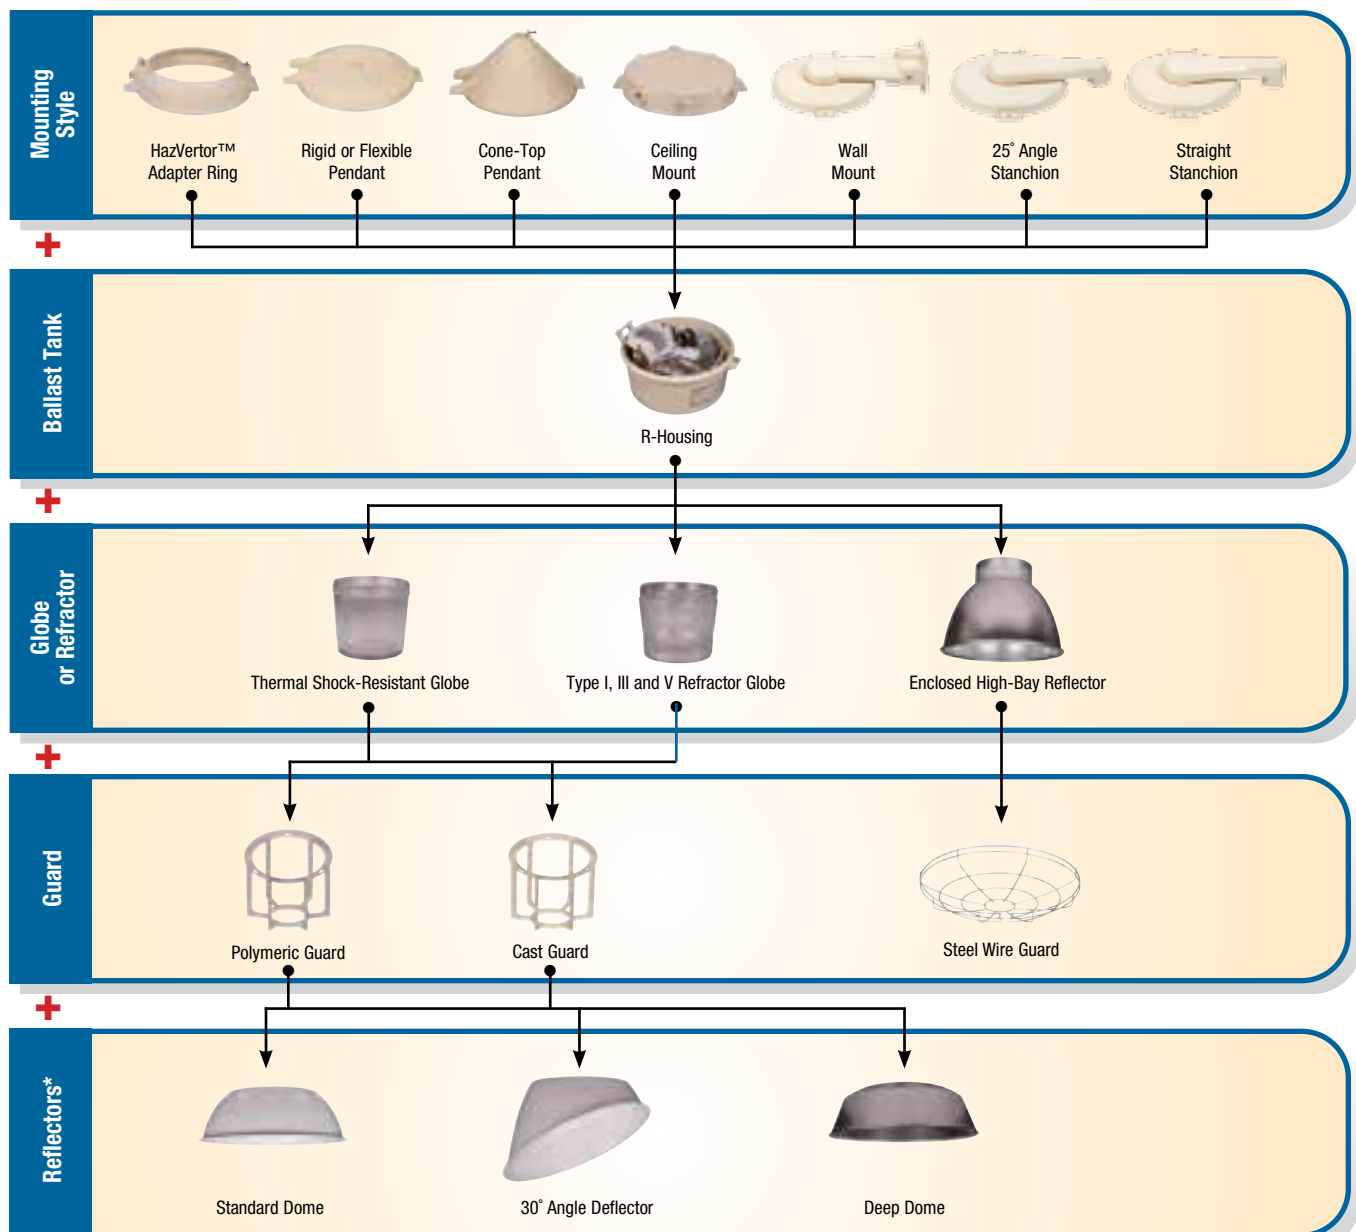 Mounting
Style
HazVertor™
Adapter Ring
Rigid or Flexible
Pendant
Cone-Top
Pendant
Ceiling
Mount
Wall
Mount
25˚ Angle
Stanchion
Straight
Stanchion
+
Ballast Tank
R-Housing
+
Globe
or Refractor
Thermal Shock-Resistant Globe
Type I, III and V Refractor Globe
Enclosed High-Bay Reflector
+
Guard
Polymeric Guard
Cast Guard
Steel Wire Guard
+
Reflectors*
Standard Dome
30˚ Angle Deflector
Deep Dome